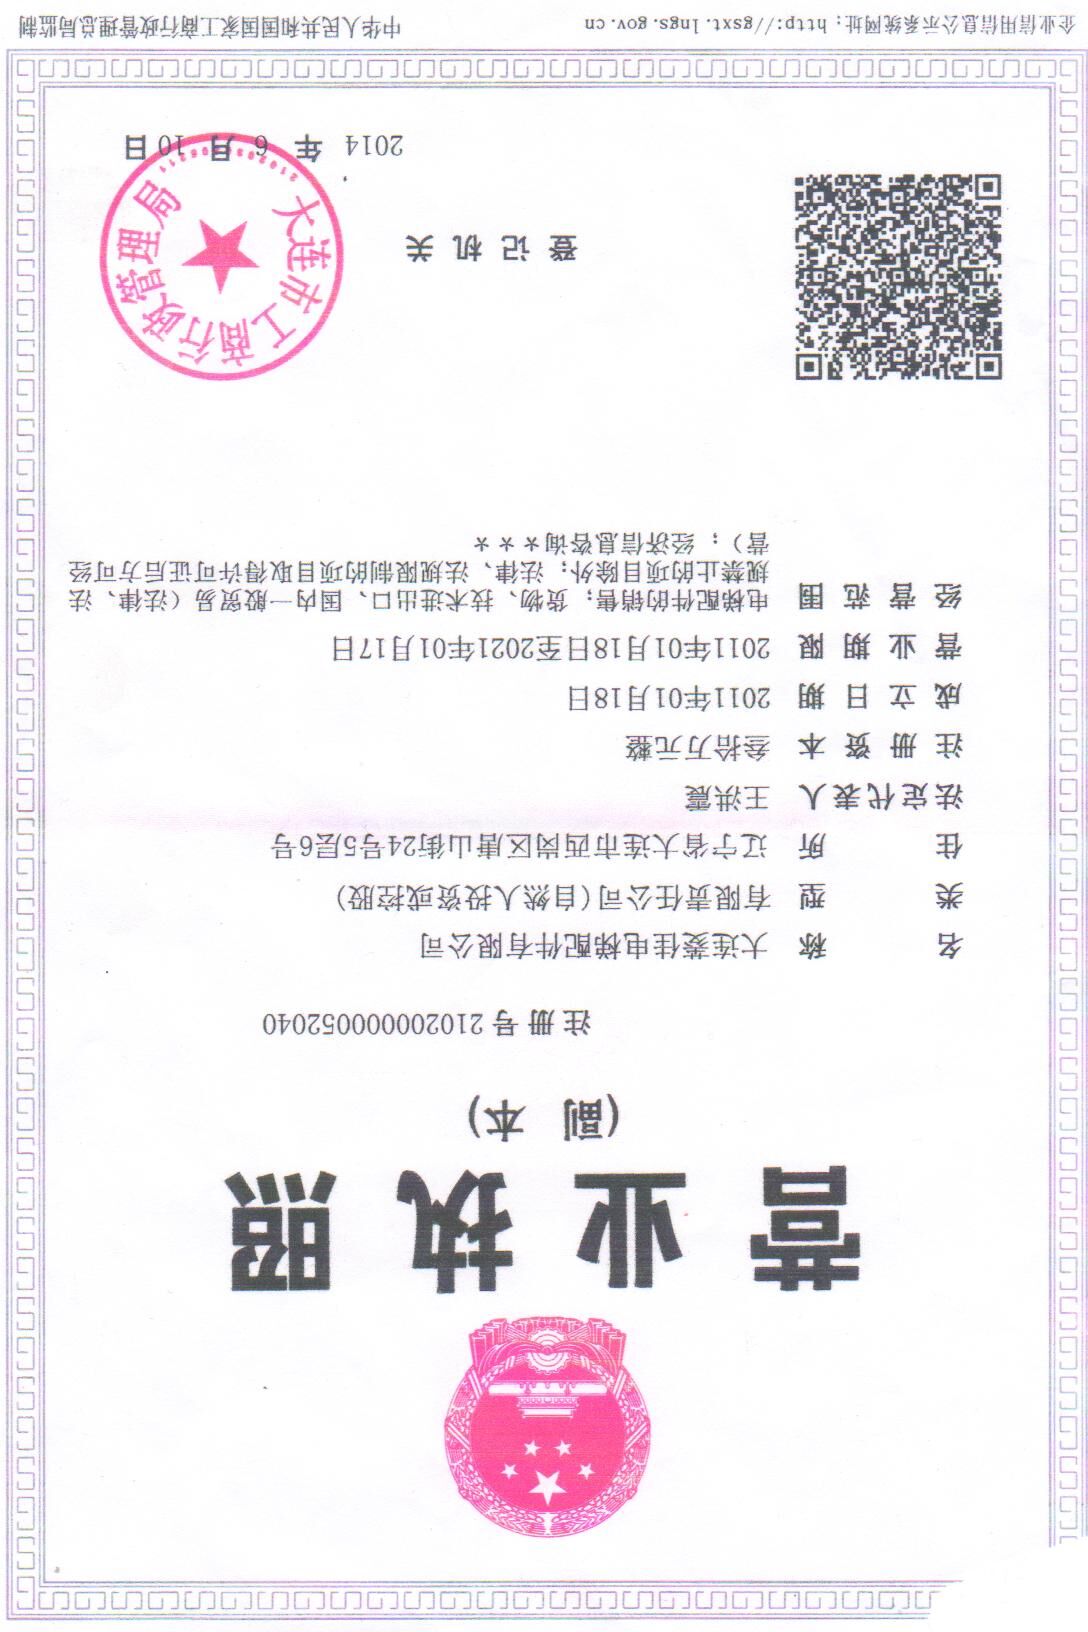 营业执照
(副 本)
注册号 210200000052040
名称 大连菱佳电梯配件有限公司
类型 有限责任公司(自然人投资或控股)
住所 辽宁省大连市西岗区唐山街24号5层6号
法定代表人 王洪震
注册资本 叁拾万元整
成立日期 2011年01月18日
营业期限 2011年01月18日至2021年01月17日
经营范围 电梯配件的销售；货物、技术进出口、国内一般贸易（法律、法
规禁止的项目除外；法律、法规限制的项目取得许可证后方可经
营）；经济信息咨询***
登记机关
大连市工商行政管理局
2014 年 6 月 10 日
企业信用信息公示系统网址：http://gsxt.lngs.gov.cn
中华人民共和国国家工商行政管理总局监制